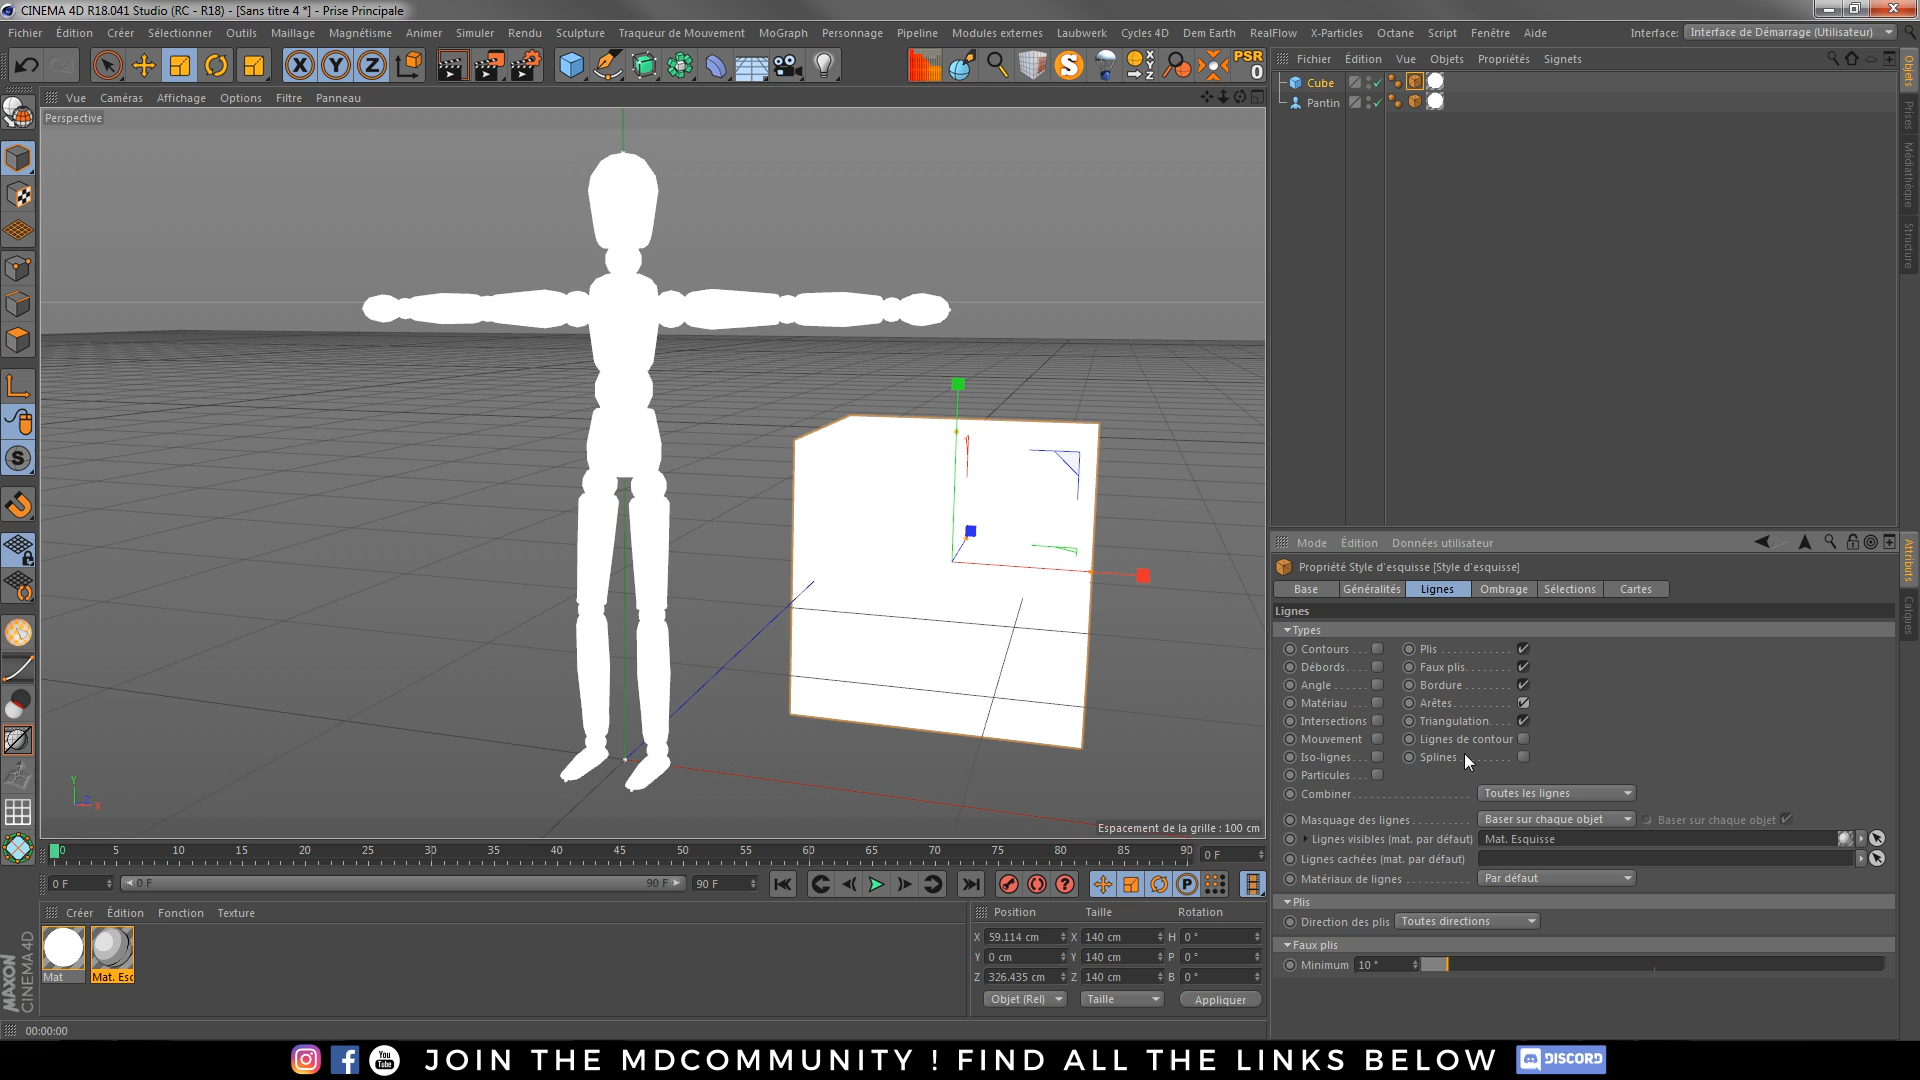 CINEMA 4D R18.041 Studio (RC - R18) - [Sans titre 4 *] - Prise Principale
Fichier Édition Créer Sélectionner Outils Maillage Magnétisme Animer Simuler Rendu Sculpture Traqueur de Mouvement MoGraph Personnage Pipeline Modules externes Laubwerk Cycles 4D Dem Earth RealFlow X-Particles Octane Script Fenêtre Aide Interface: Interface de Démarrage (Utilisateur)
X Y Z S X Y Z PSR 0
Fichier Édition Vue Objets Propriétés Signets
Vue Caméras Affichage Options Filtre Panneau
Perspective
Cube
Pantin
Objets
Prises
Médiathèque
Structure
Y Z X
Espacement de la grille : 100 cm
Mode Édition Données utilisateur
Propriété Style d'esquisse [Style d'esquisse]
Base Généralités Lignes Ombrage Sélections Cartes
Lignes
Types
Contours . . . Plis . . . . . . . . . . . .
Débords. . . . Faux plis. . . . . . . .
Angle . . . . . . Bordure . . . . . . . .
Matériau . . . Arêtes. . . . . . . . . .
Intersections Triangulation. . . .
Mouvement Lignes de contour
Iso-lignes. . . Splines . . . . . . . .
Particules . . .
Combiner. . . . . . . . . . . . . . . . . . . . Toutes les lignes
Masquage des lignes . . . . . . . . . . Baser sur chaque objet Baser sur chaque objet
Lignes visibles (mat. par défaut) Mat. Esquisse
Lignes cachées (mat. par défaut)
Matériaux de lignes . . . . . . . . . . . Par défaut
Plis
Direction des plis Toutes directions
Faux plis
Minimum 10 °
Attributs
Calques
0 5 10 15 20 25 30 35 40 45 50 55 60 65 70 75 80 85 90 0 F
0 F 0 F 90 F 90 F P
Créer Édition Fonction Texture
Mat Mat. Esc
Position Taille Rotation
X 59.114 cm X 140 cm H 0 °
Y 0 cm Y 140 cm P 0 °
Z 326.435 cm Z 140 cm B 0 °
Objet (Rel) Taille Appliquer
MAXON CINEMA 4D
00:00:00
You Tube JOIN THE MDCOMMUNITY ! FIND ALL THE LINKS BELOW DISCORD